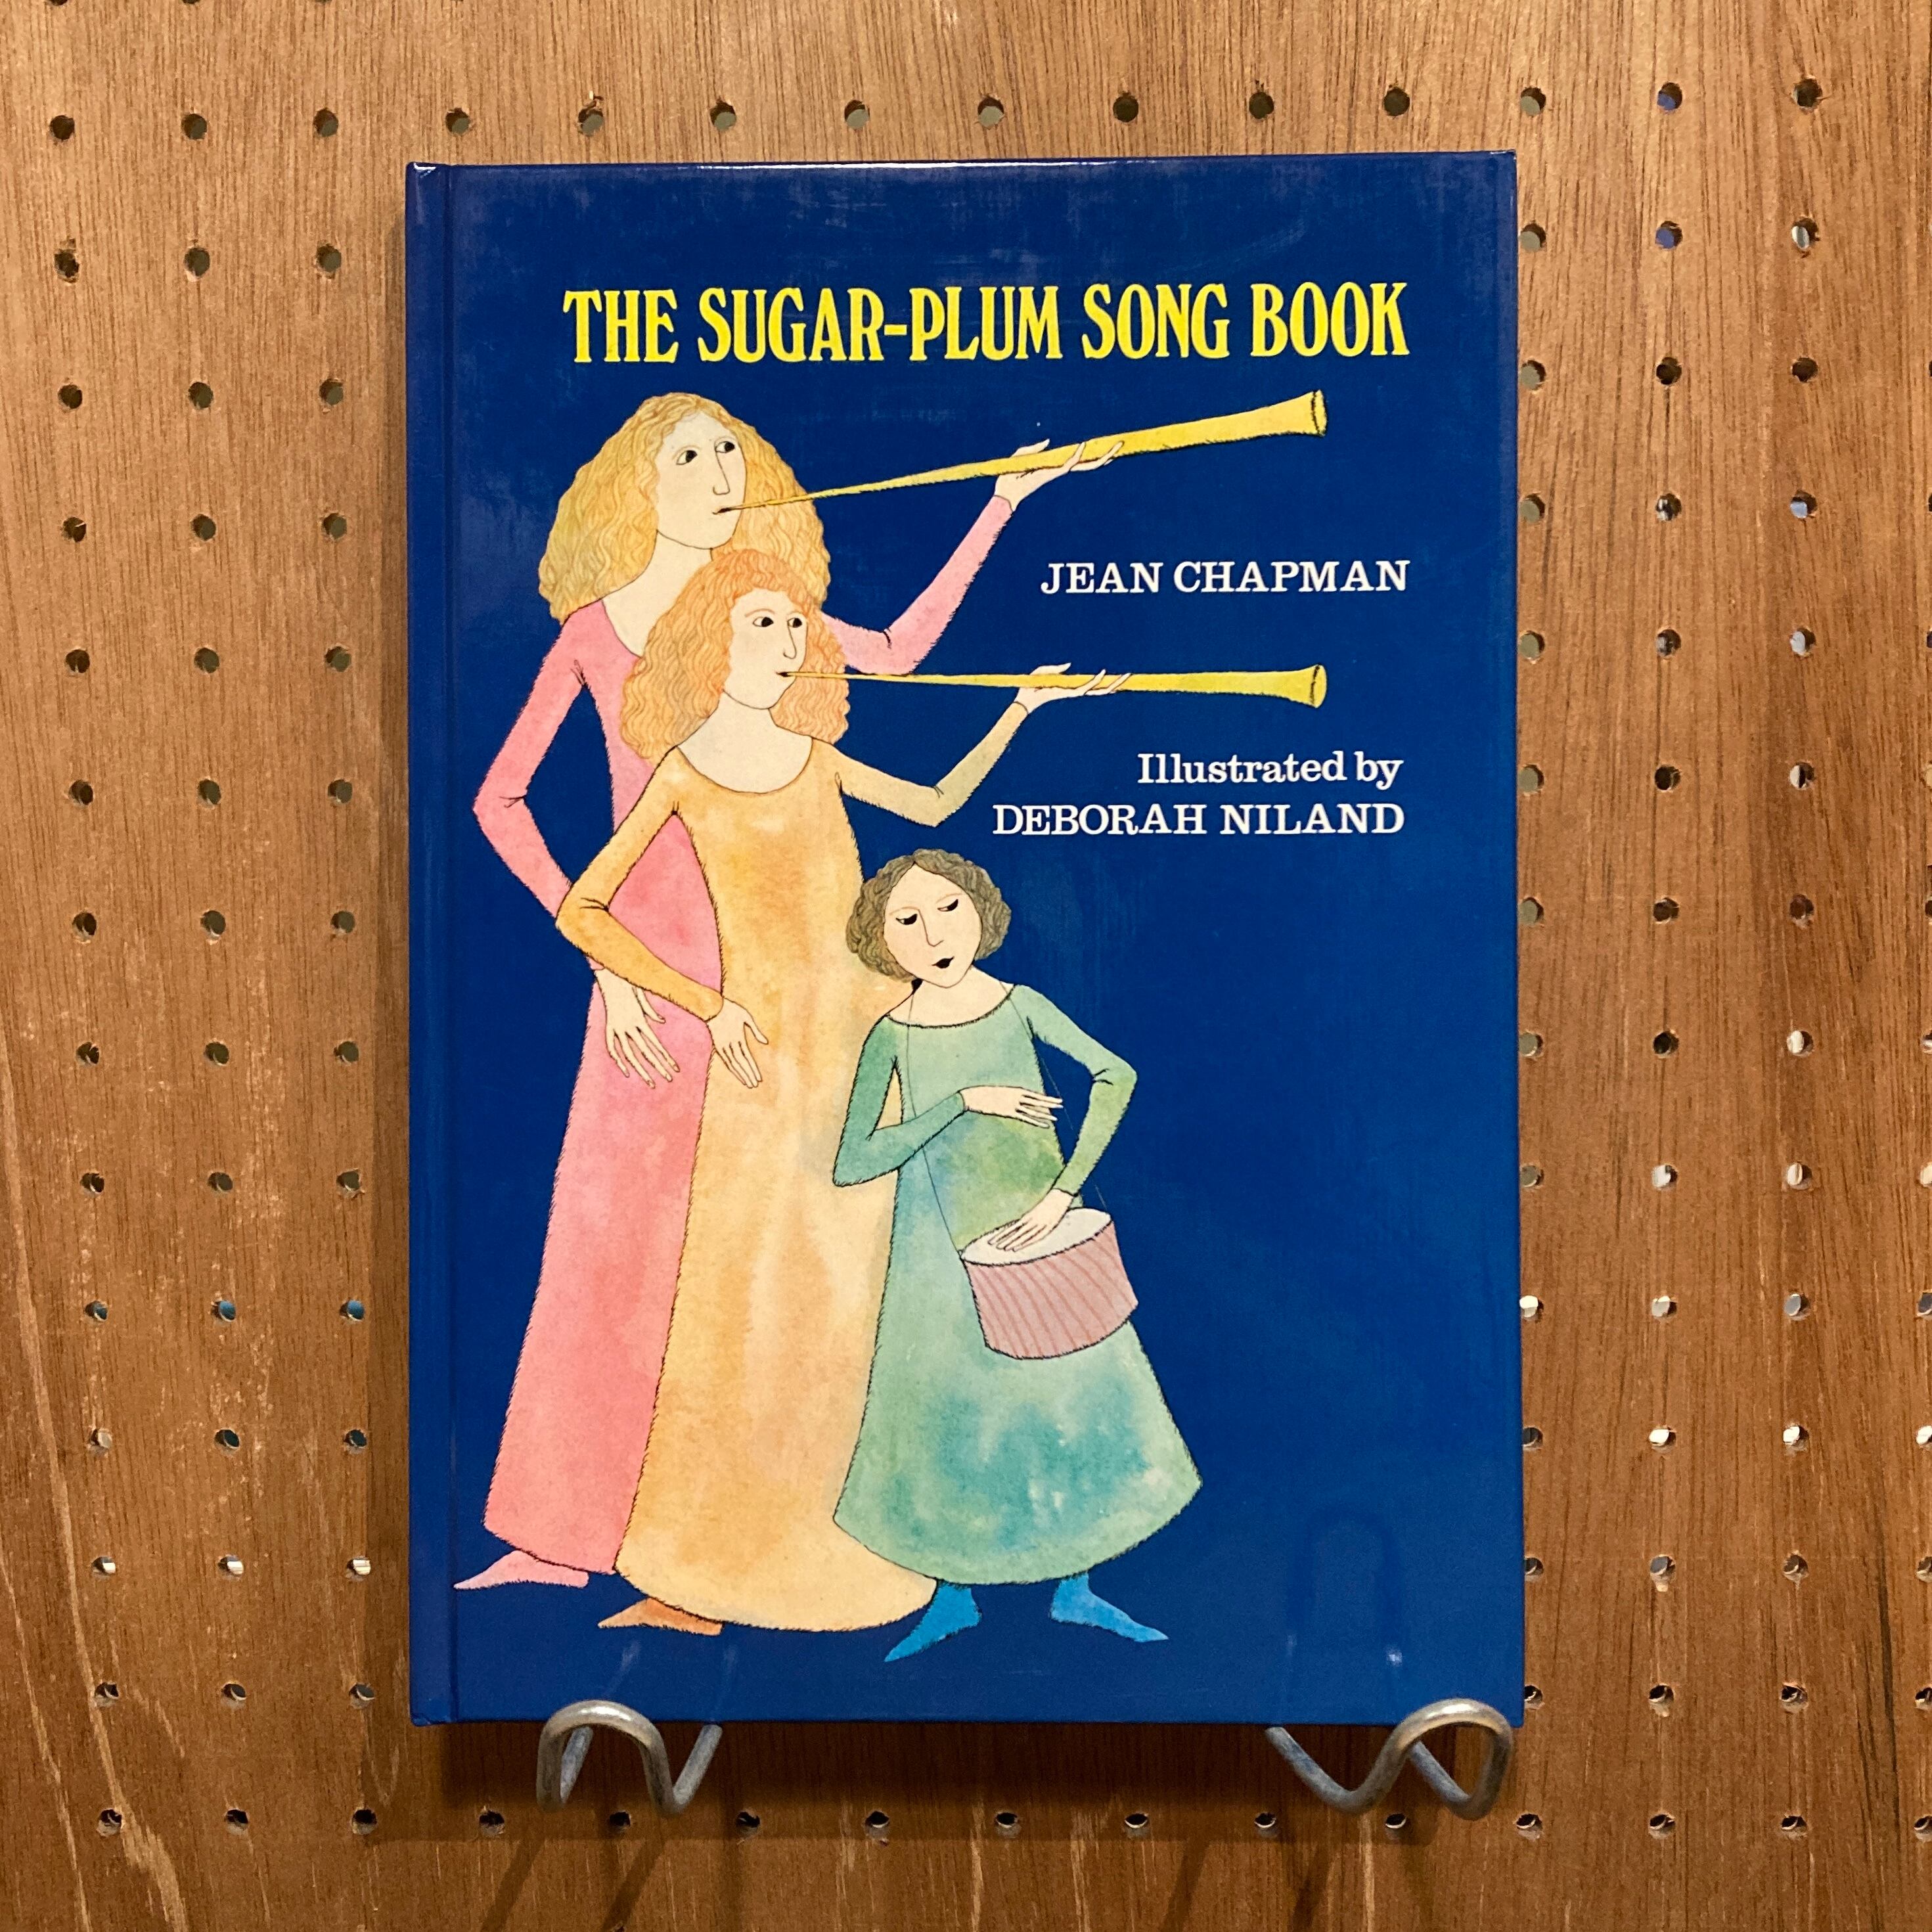 THE SUGAR-PLUM SONG BOOK
JEAN CHAPMAN
Illustrated by
DEBORAH NILAND